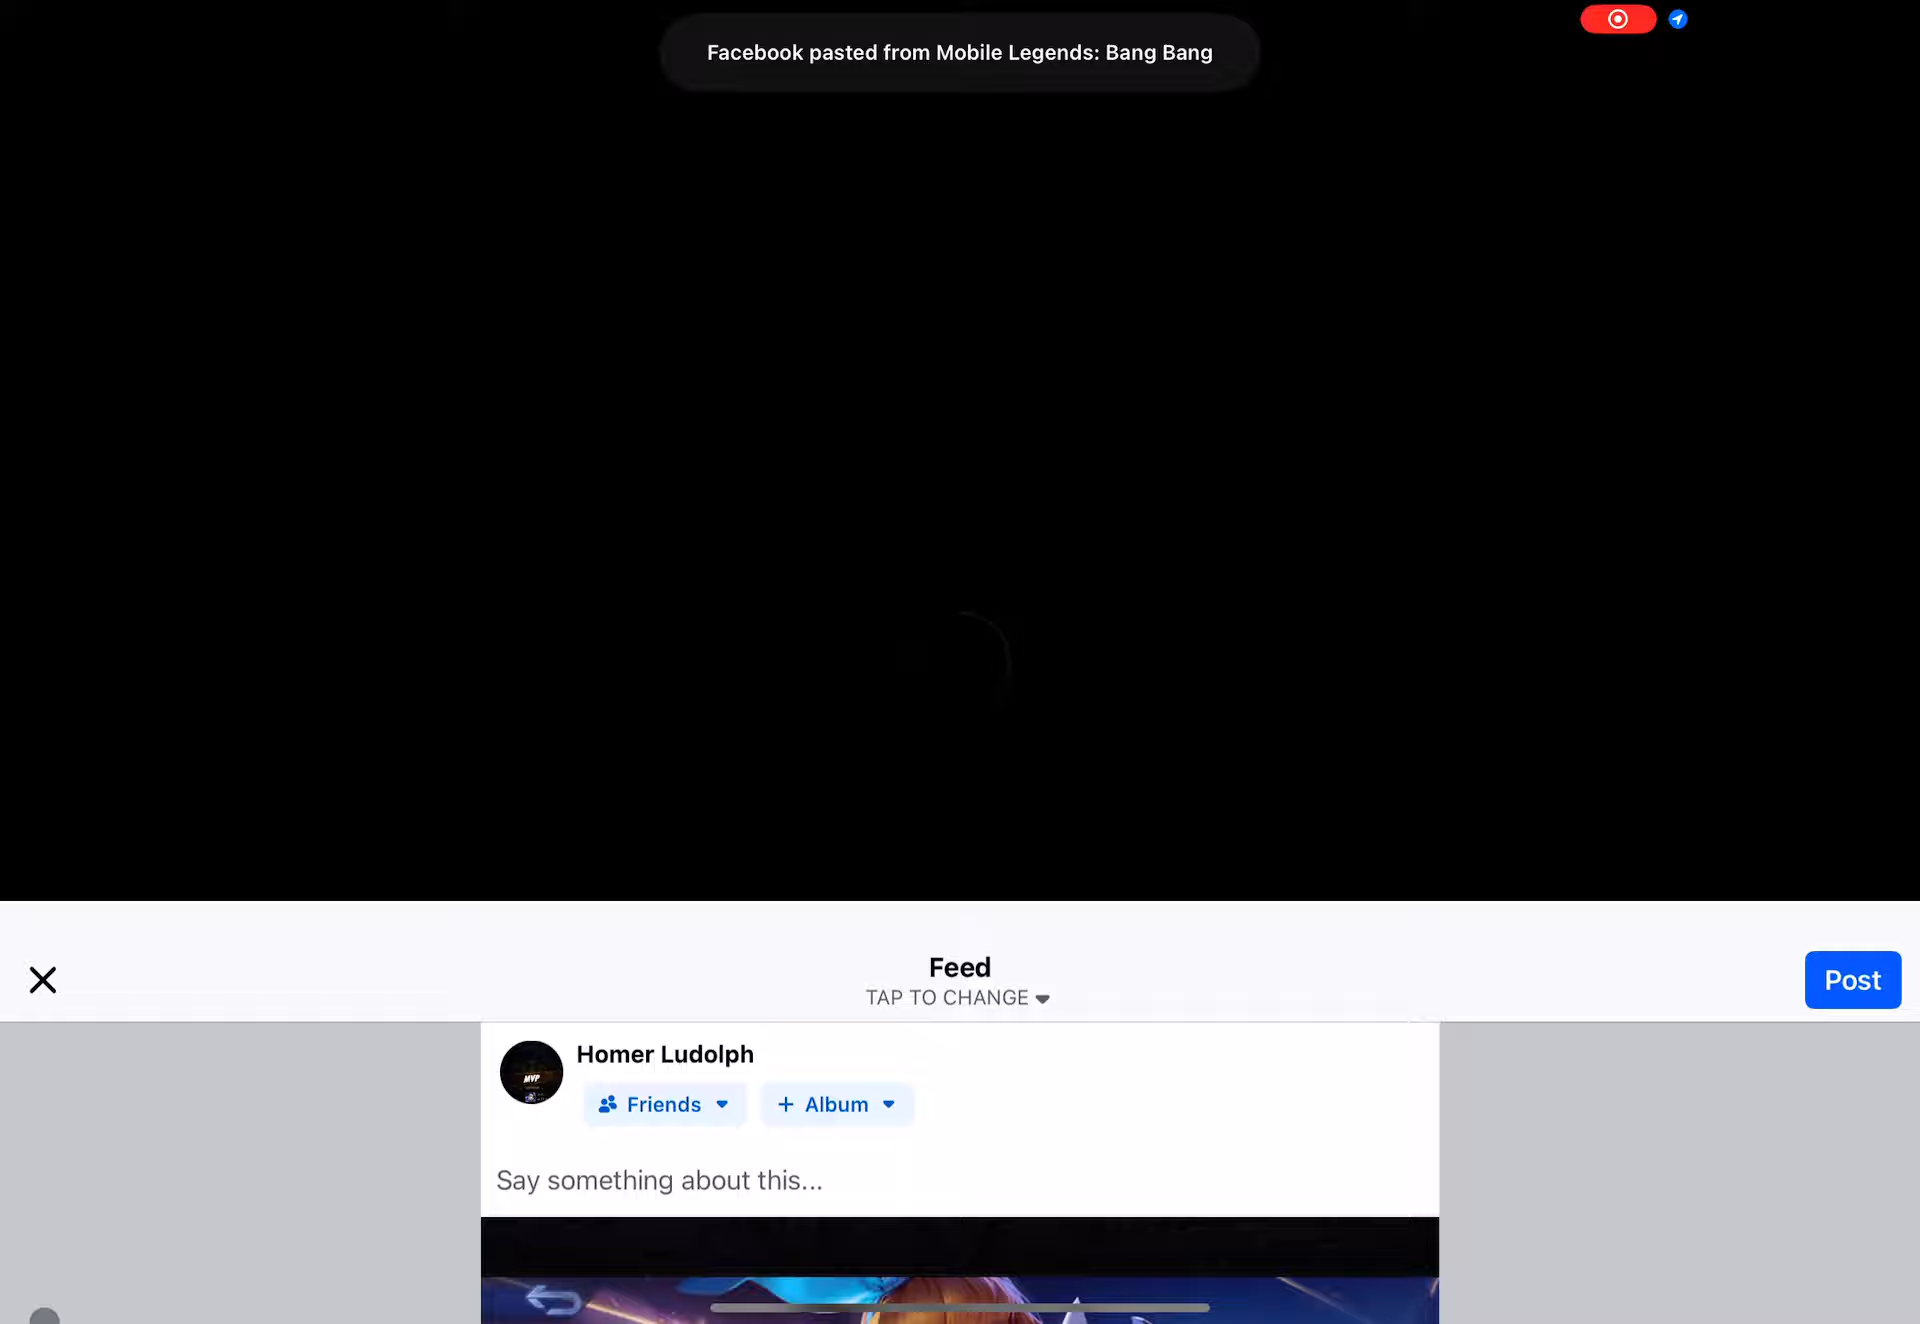 Facebook pasted from Mobile Legends: Bang Bang
Feed
TAP TO CHANGE
Post
Homer Ludolph
MVP
Friends
+ Album
Say something about this...